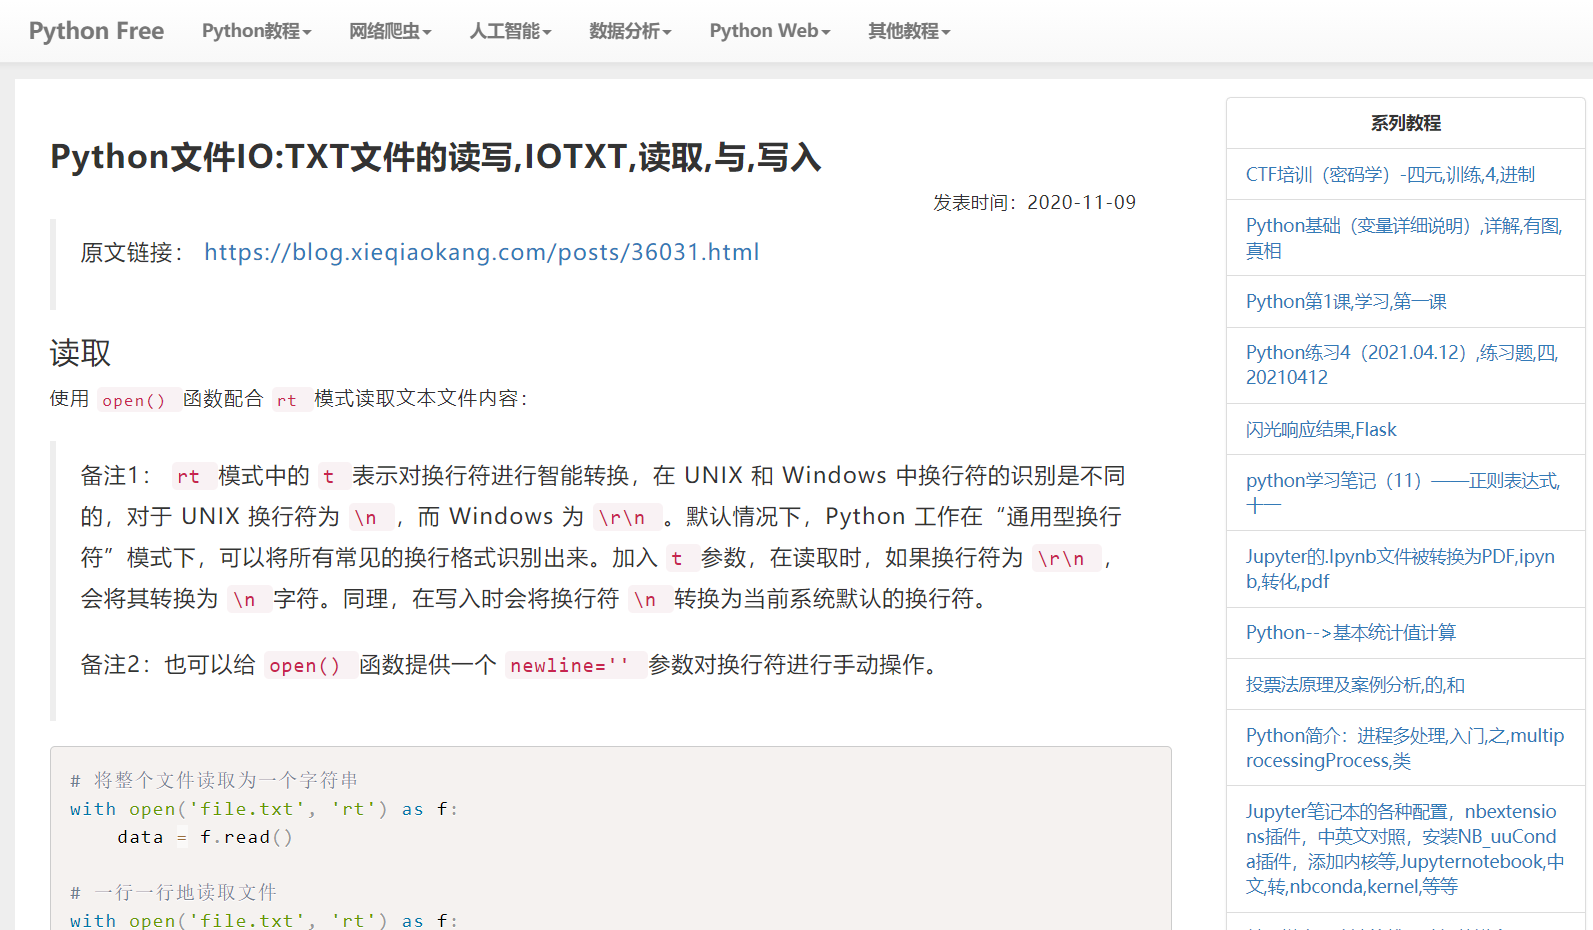 Python Free
Python教程
网络爬虫
人工智能
数据分析
Python Web
其他教程
Python文件IO:TXT文件的读写,IOTXT,读取,与,写入
发表时间：2020-11-09
原文链接： https://blog.xieqiaokang.com/posts/36031.html
读取
使用 open() 函数配合 rt 模式读取文本文件内容：
备注1： rt 模式中的 t 表示对换行符进行智能转换，在 UNIX 和 Windows 中换行符的识别是不同
的，对于 UNIX 换行符为 \n ，而 Windows 为 \r\n 。默认情况下，Python 工作在“通用型换行
符”模式下，可以将所有常见的换行格式识别出来。加入 t 参数，在读取时，如果换行符为 \r\n ，
会将其转换为 \n 字符。同理，在写入时会将换行符 \n 转换为当前系统默认的换行符。
备注2：也可以给 open() 函数提供一个 newline='' 参数对换行符进行手动操作。
# 将整个文件读取为一个字符串
with open('file.txt', 'rt') as f:
    data = f.read()
# 一行一行地读取文件
with open('file.txt', 'rt') as f:
系列教程
CTF培训（密码学）-四元,训练,4,进制
Python基础（变量详细说明）,详解,有图,
真相
Python第1课,学习,第一课
Python练习4（2021.04.12）,练习题,四,
20210412
闪光响应结果,Flask
python学习笔记（11）——正则表达式,
十一
Jupyter的.Ipynb文件被转换为PDF,ipyn
b,转化,pdf
Python-->基本统计值计算
投票法原理及案例分析,的,和
Python简介：进程多处理,入门,之,multip
rocessingProcess,类
Jupyter笔记本的各种配置，nbextensio
ns插件，中英文对照，安装NB_uuCond
a插件，添加内核等,Jupyternotebook,中
文,转,nbconda,kernel,等等